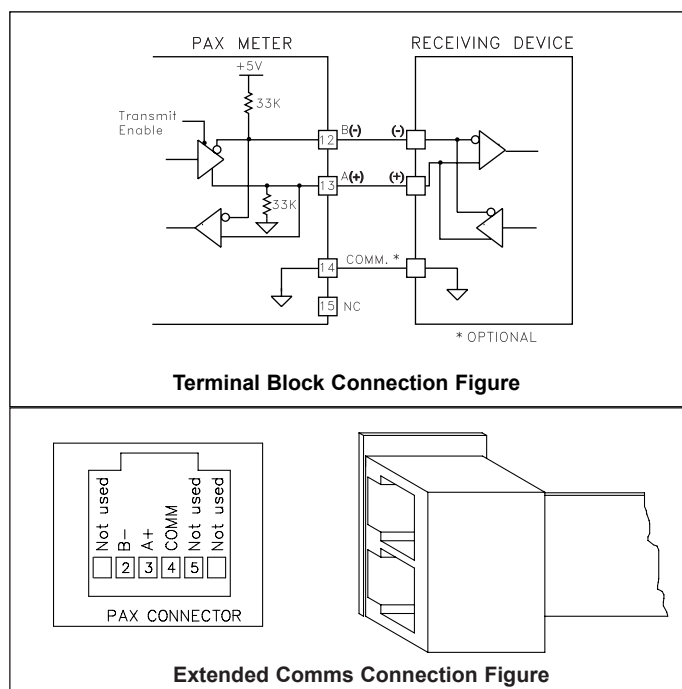 PAX METER
RECEIVING DEVICE
+5V
33K
Transmit
Enable
12
B(-)
(-)
13
A(+)
(+)
33K
14
COMM. *
15
NC
* OPTIONAL
Terminal Block Connection Figure
Not used
B-
A+
COMM
Not used
Not used
2
3
4
5
PAX CONNECTOR
Extended Comms Connection Figure